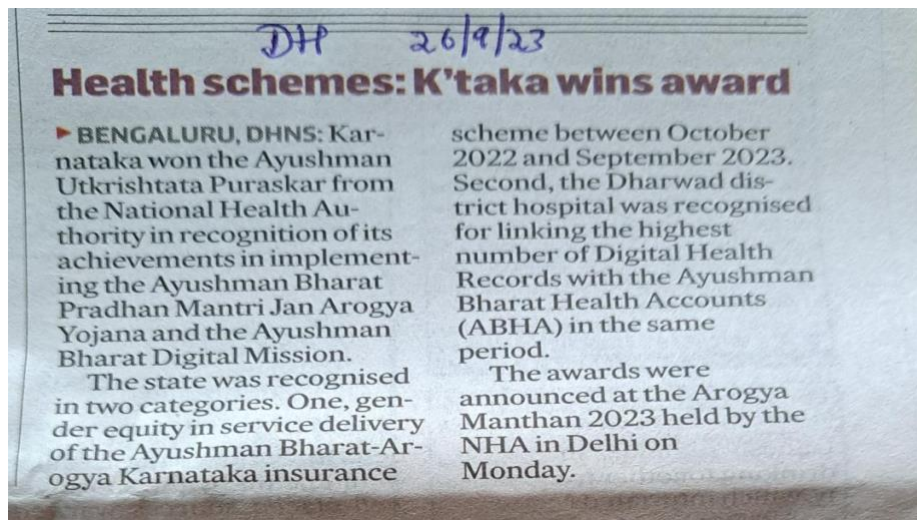 DH 26/9/23
Health schemes: K'taka wins award
▶ BENGALURU, DHNS: Kar-
nataka won the Ayushman
Utkrishtata Puraskar from
the National Health Au-
thority in recognition of its
achievements in implement-
ing the Ayushman Bharat
Pradhan Mantri Jan Arogya
Yojana and the Ayushman
Bharat Digital Mission.
The state was recognised
in two categories. One, gen-
der equity in service delivery
of the Ayushman Bharat-Ar-
ogya Karnataka insurance
scheme between October
2022 and September 2023.
Second, the Dharwad dis-
trict hospital was recognised
for linking the highest
number of Digital Health
Records with the Ayushman
Bharat Health Accounts
(ABHA) in the same
period.
The awards were
announced at the Arogya
Manthan 2023 held by the
NHA in Delhi on
Monday.